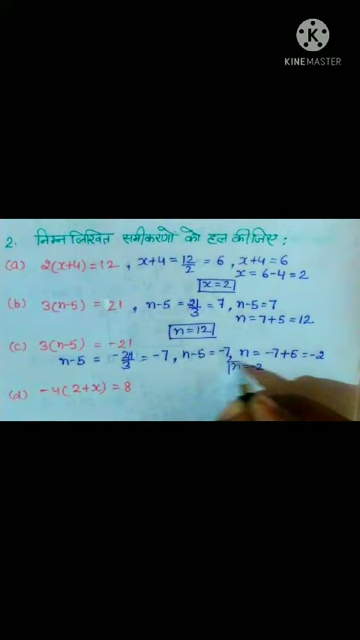 KINEMASTER
2. निम्न लिखित समीकरणों को हल कीजिए :
(a) 2(x+4) = 12 , x+4 = 12/2 = 6 , x+4 = 6
x = 6-4 = 2
x = 2
(b) 3(n-5) = 21 , n-5 = 21/3 = 7 , n-5 = 7
n = 7+5 = 12
n = 12
(c) 3(n-5) = -21
n-5 = -21/3 = -7 , n-5 = -7 , n = -7+5 = -2
n = -2
(d) -4(2+x) = 8